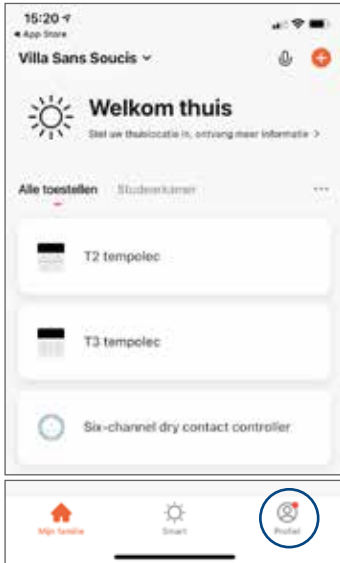 15:20
App Store
Villa Sans Soucis
Welkom thuis
Stel uw thuislocatie in, ontvang meer informatie >
Alle toestellen Studeerkamer ...
T2 tempolec
T3 tempolec
Six-channel dry contact controller
Mijn familie Smart Profiel